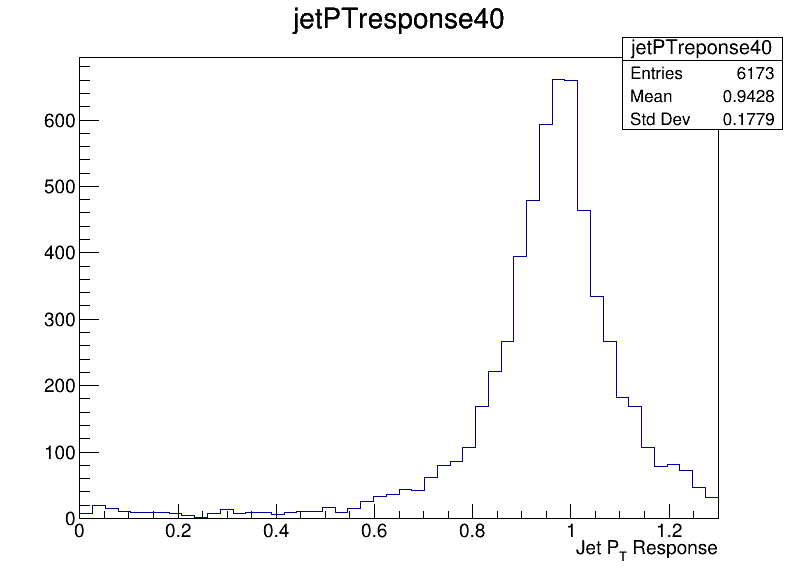 jetPTresponse40
jetPTreponse40
Entries 6173
Mean 0.9428
Std Dev 0.1779
600
500
400
300
200
100
0
0 0.2 0.4 0.6 0.8 1 1.2
Jet P_T Response